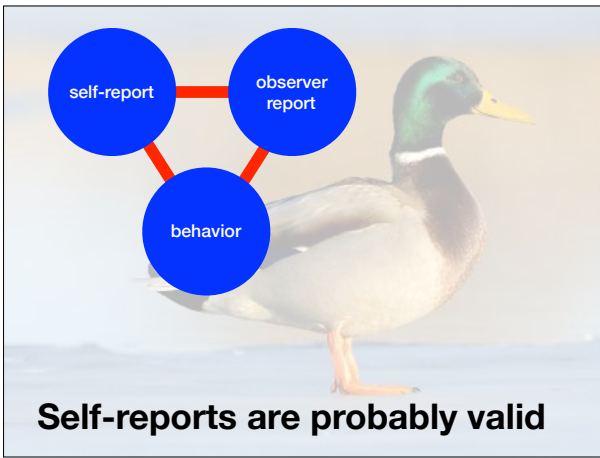 self-report
observer
report
behavior
Self-reports are probably valid